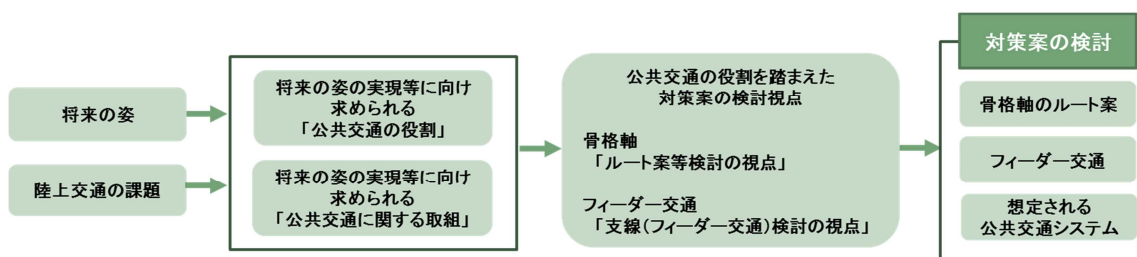 将来の姿
陸上交通の課題
将来の姿の実現等に向け
求められる
「公共交通の役割」
将来の姿の実現等に向け
求められる
「公共交通に関する取組」
公共交通の役割を踏まえた
対策案の検討視点
骨格軸
「ルート案等検討の視点」
フィーダー交通
「支線(フィーダー交通)検討の視点」
対策案の検討
骨格軸のルート案
フィーダー交通
想定される
公共交通システム